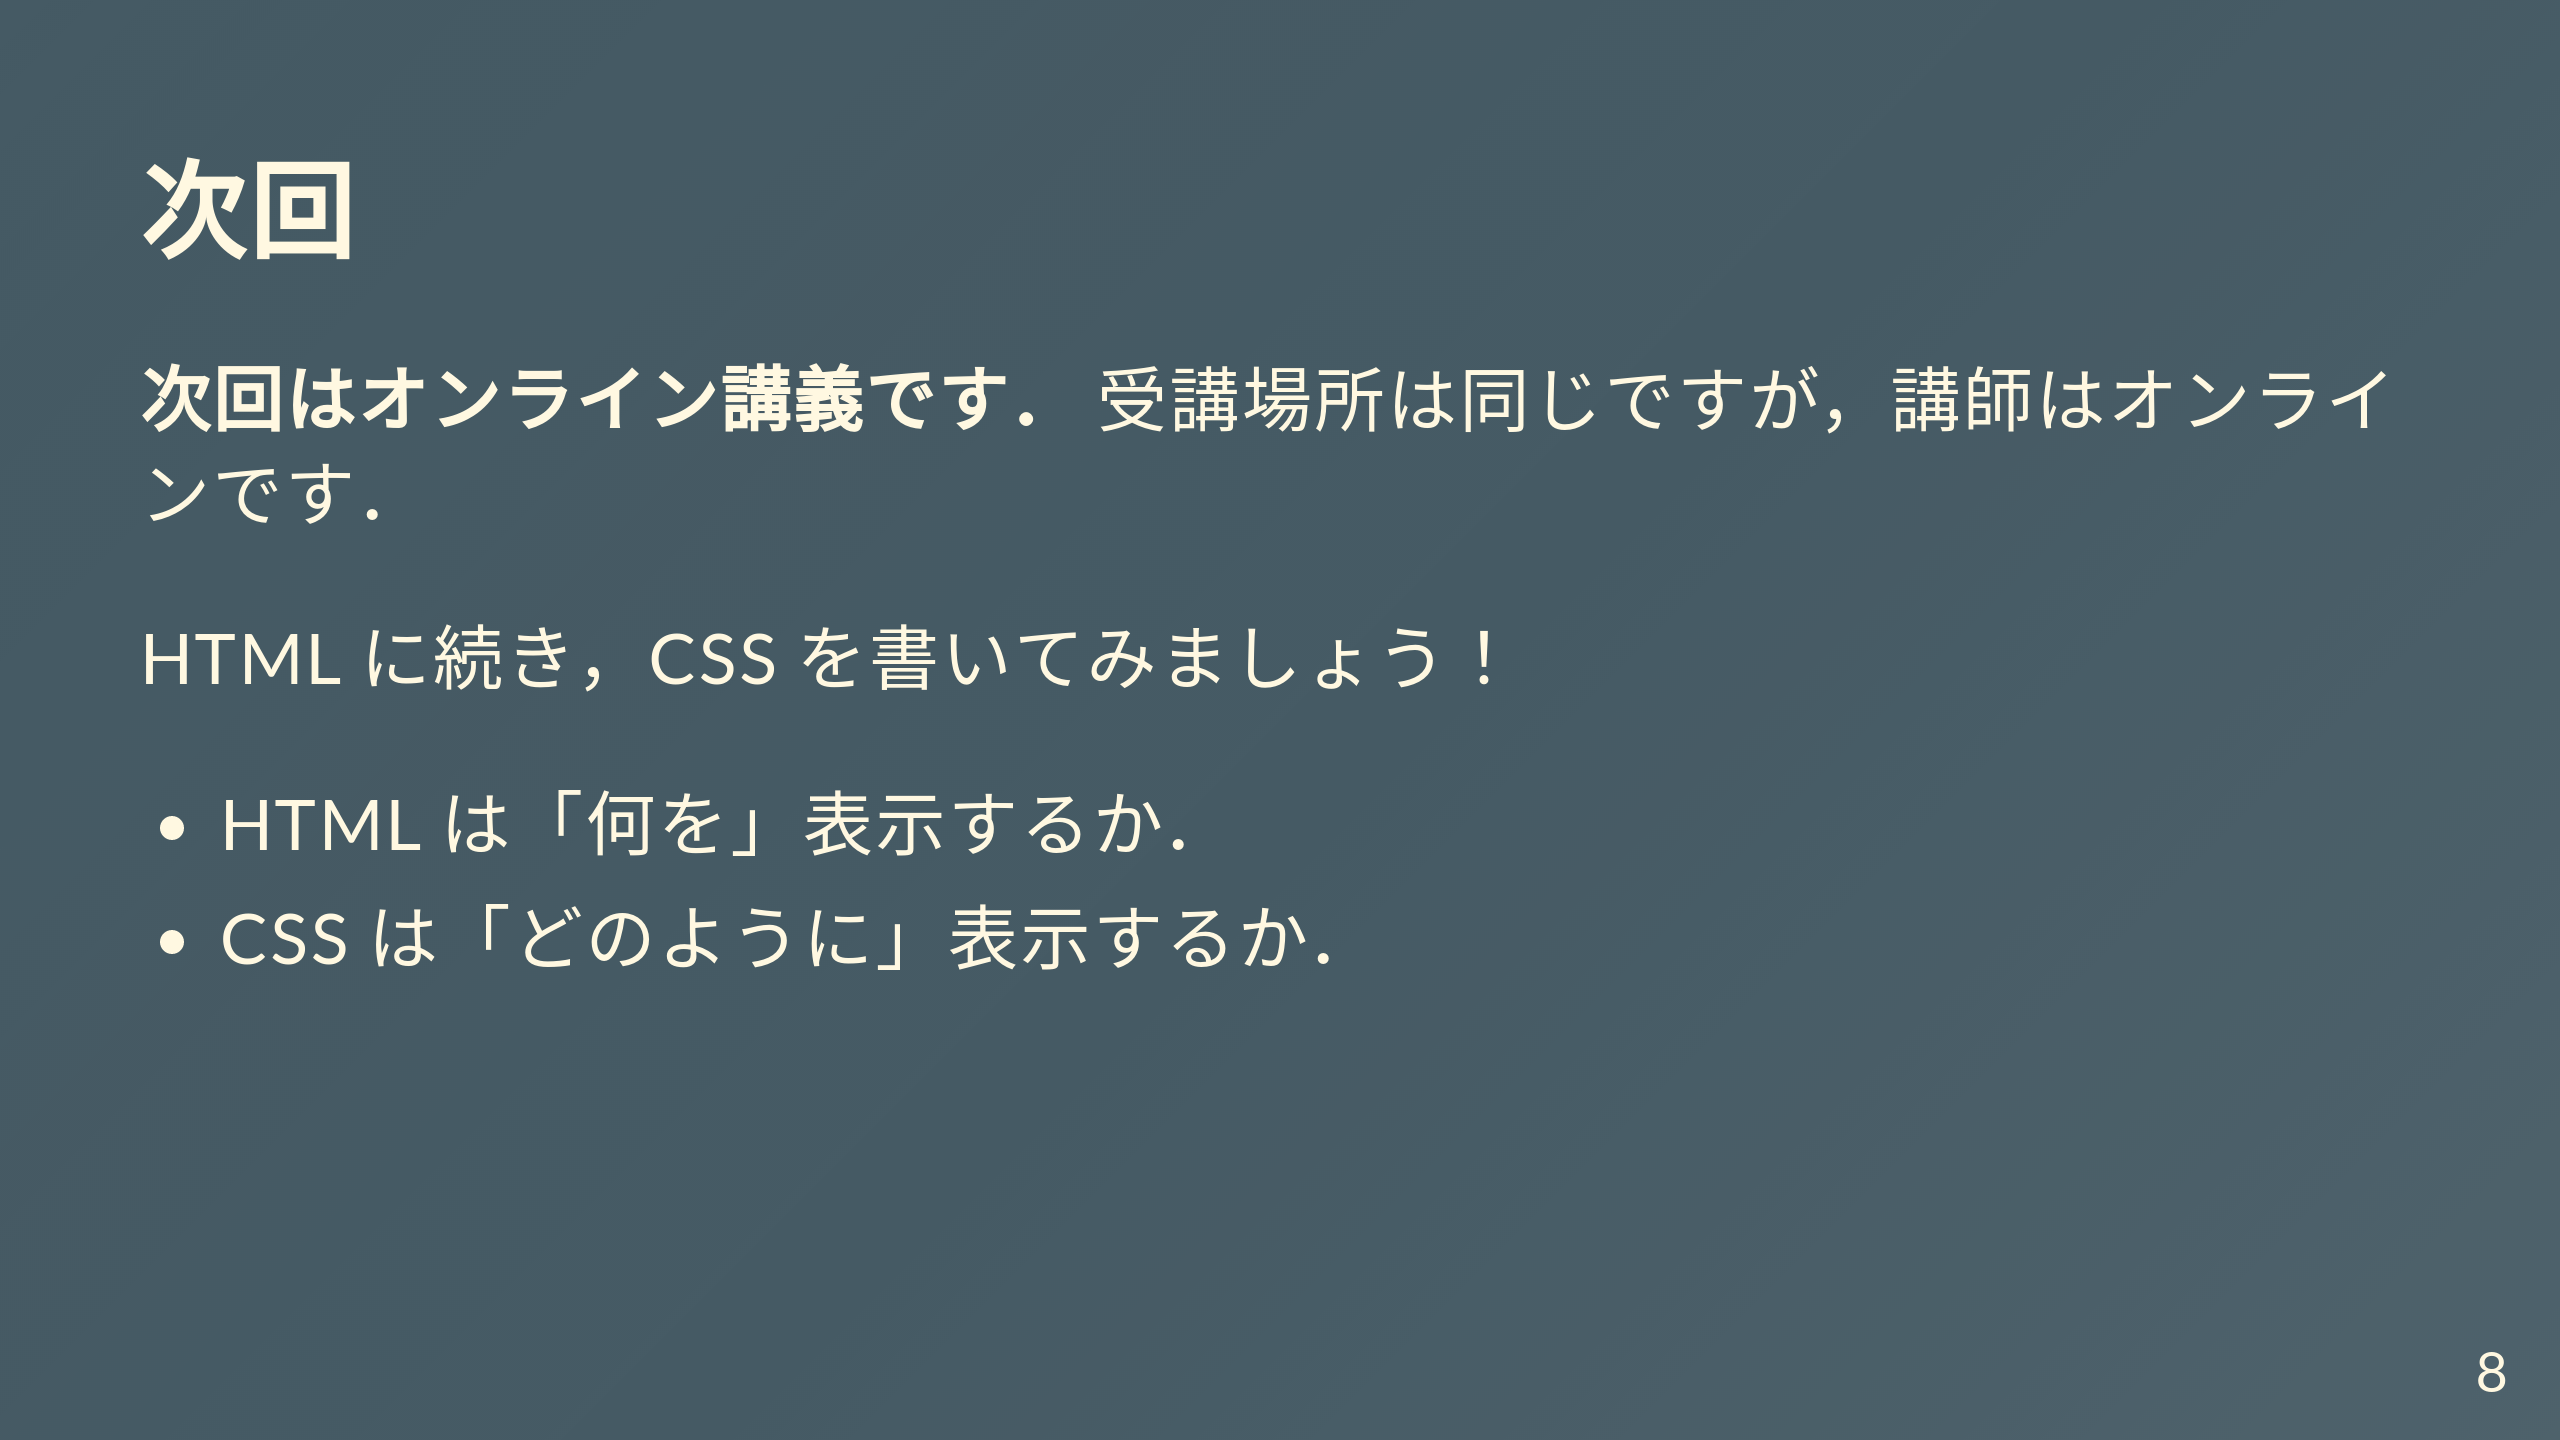 次回
次回はオンライン講義です． 受講場所は同じですが，講師はオンライ
ンです．
HTML に続き，CSS を書いてみましょう！
• HTML は「何を」表示するか．
• CSS は「どのように」表示するか．
8